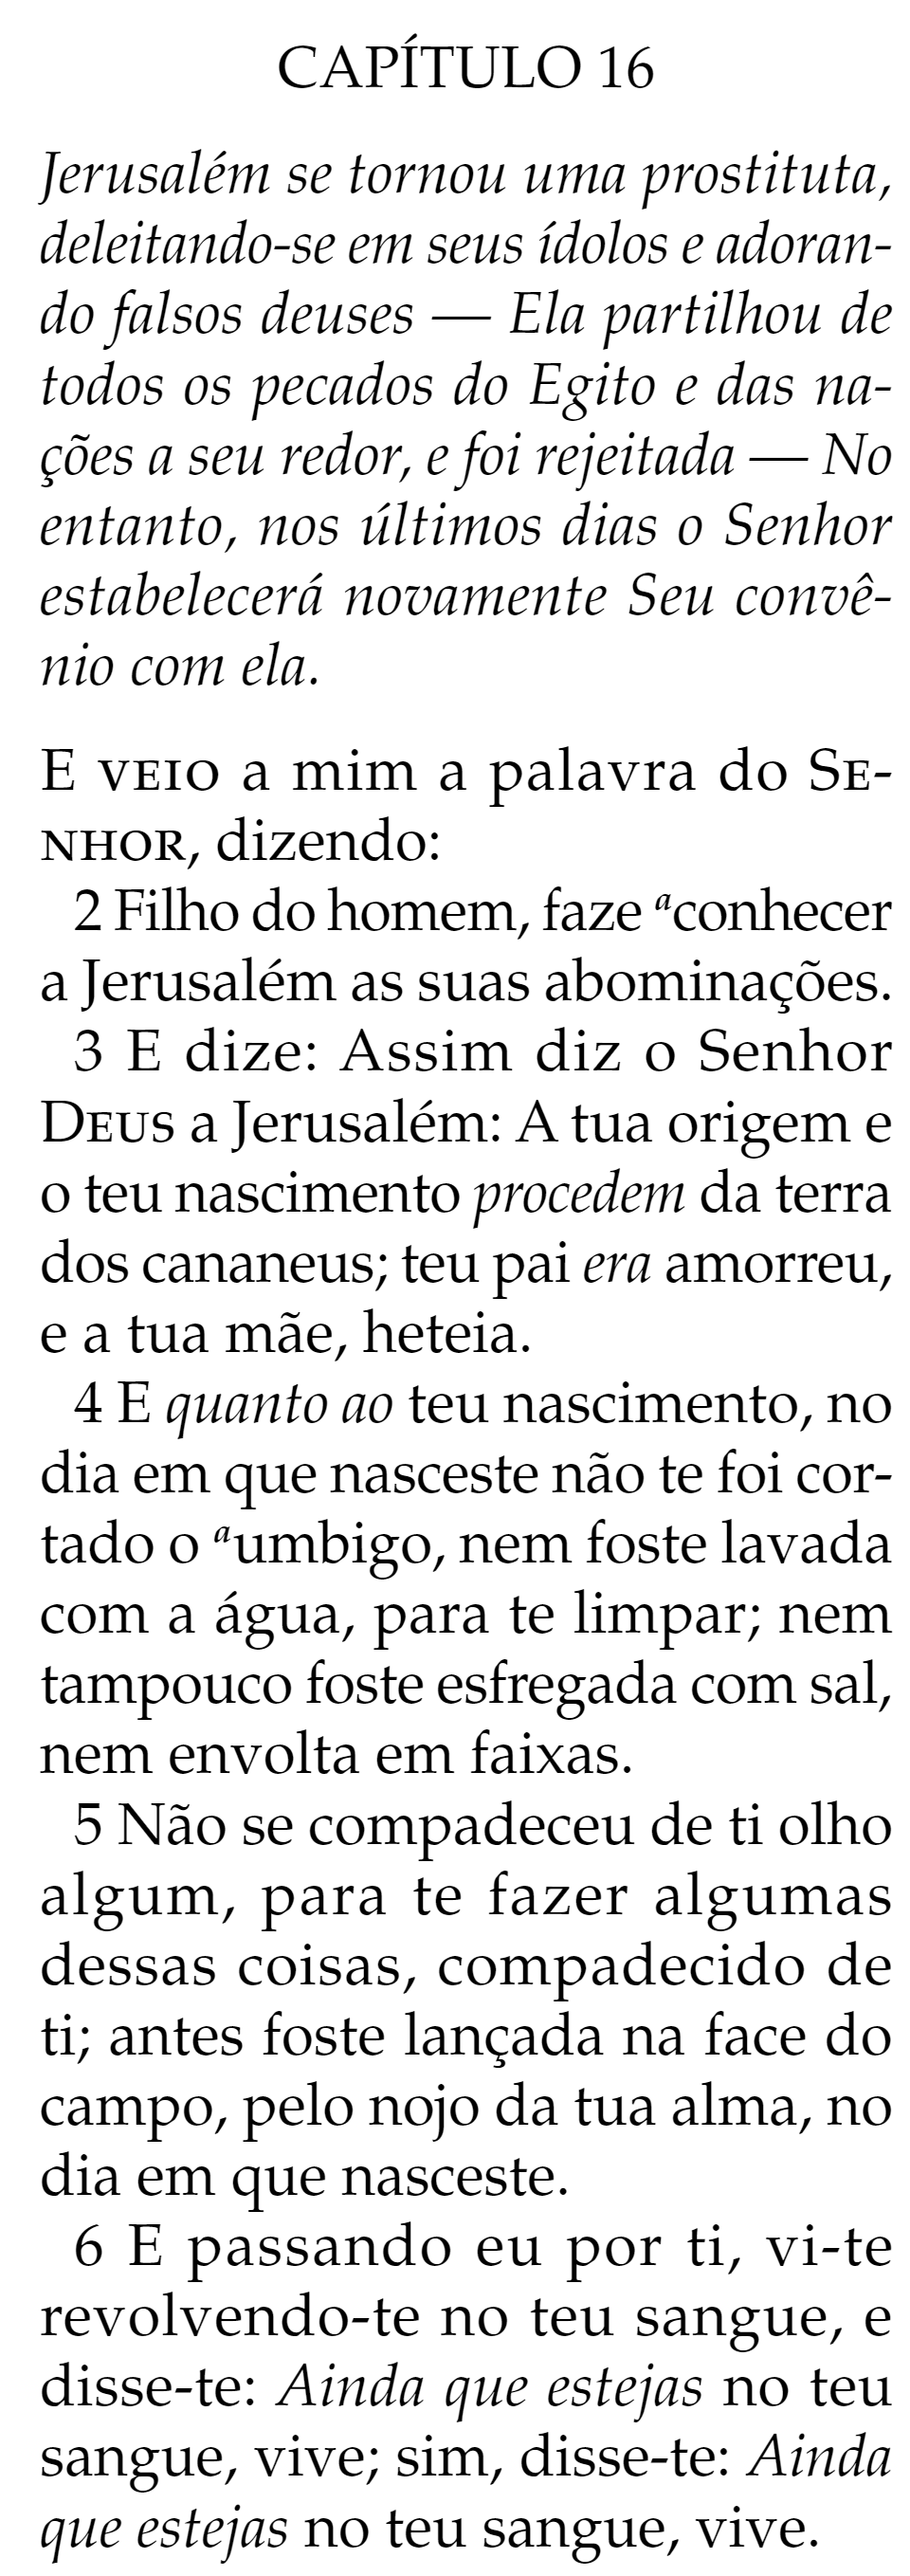 CAPÍTULO 16
Jerusalém se tornou uma prostituta,
deleitando-se em seus ídolos e adoran-
do falsos deuses — Ela partilhou de
todos os pecados do Egito e das na-
ções a seu redor, e foi rejeitada — No
entanto, nos últimos dias o Senhor
estabelecerá novamente Seu convê-
nio com ela.
E VEIO a mim a palavra do SE-
NHOR, dizendo:
2 Filho do homem, faze ᵃconhecer
a Jerusalém as suas abominações.
3 E dize: Assim diz o Senhor
DEUS a Jerusalém: A tua origem e
o teu nascimento procedem da terra
dos cananeus; teu pai era amorreu,
e a tua mãe, heteia.
4 E quanto ao teu nascimento, no
dia em que nasceste não te foi cor-
tado o ᵃumbigo, nem foste lavada
com a água, para te limpar; nem
tampouco foste esfregada com sal,
nem envolta em faixas.
5 Não se compadeceu de ti olho
algum, para te fazer algumas
dessas coisas, compadecido de
ti; antes foste lançada na face do
campo, pelo nojo da tua alma, no
dia em que nasceste.
6 E passando eu por ti, vi-te
revolvendo-te no teu sangue, e
disse-te: Ainda que estejas no teu
sangue, vive; sim, disse-te: Ainda
que estejas no teu sangue, vive.